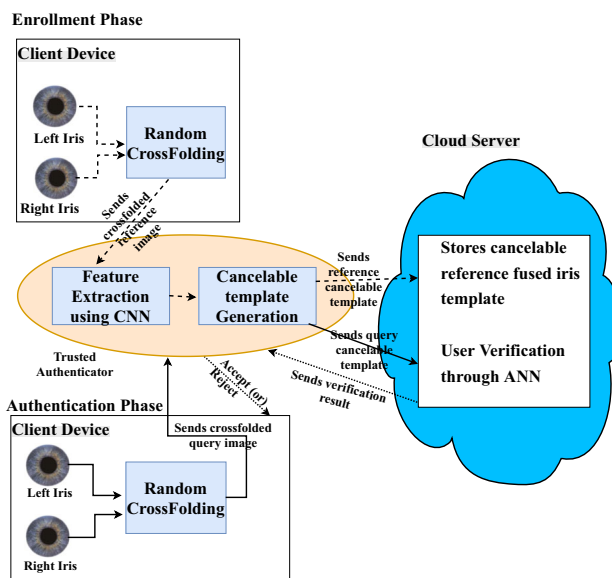 Enrollment Phase
Client Device
Left Iris
Right Iris
Random
CrossFolding
Sends
crossfolded
reference
image
Cloud Server
Feature
Extraction
using CNN
Cancelable
template
Generation
Trusted
Authenticator
Sends
reference
cancelable
template
Sends query
cancelable
template
Sends verification
result
Accept (or)
Reject
Stores cancelable
reference fused iris
template
User Verification
through ANN
Authentication Phase
Client Device
Left Iris
Right Iris
Random
CrossFolding
Sends crossfolded
query image